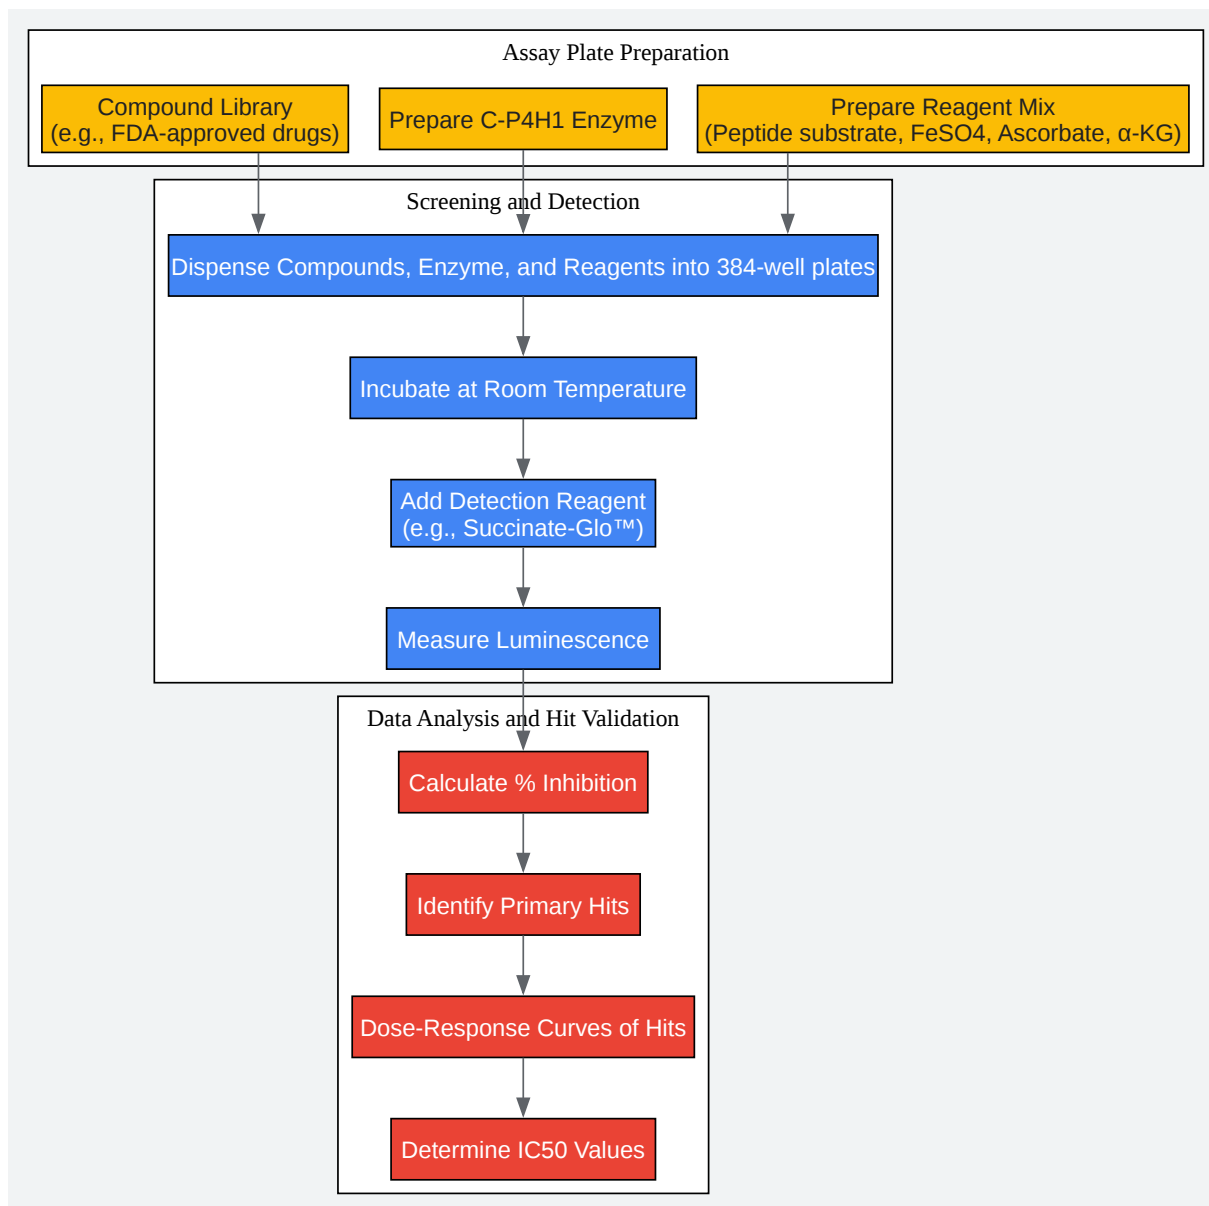 Assay Plate Preparation
Compound Library
(e.g., FDA-approved drugs)
Prepare C-P4H1 Enzyme
Prepare Reagent Mix
(Peptide substrate, FeSO4, Ascorbate, α-KG)
Screening and Detection
Dispense Compounds, Enzyme, and Reagents into 384-well plates
Incubate at Room Temperature
Add Detection Reagent
(e.g., Succinate-Glo™)
Measure Luminescence
Data Analysis and Hit Validation
Calculate % Inhibition
Identify Primary Hits
Dose-Response Curves of Hits
Determine IC50 Values